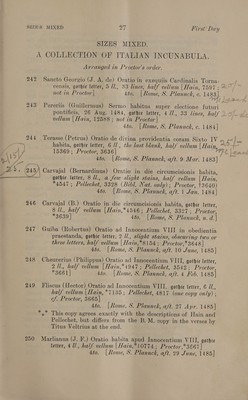 SIZES MIXED. 27 First Day
SIZES MIXED.
A COLLECTION OF ITALIAN INCUNABULA.
Arranged in Proctor's order.
242 Sancto Georgio (J. A. de) Oratio in exequiis Cardinalis Tornacensis, gothic letter, 5 ll., 33 lines, half vellum [Hain, 7597;
not in Proctor] 4to. [Rome, S. Plannck, c. 1483
243 Pererii (Guillermus) Sermo habitus super electione futuri
pontificis, 26 Aug. 1484, gothic letter, 4 ll., 33 lines, half
vellum [Hain, 12589; not in Proctor]
4to. [Rome, S. Plannck, c. 1484
244 Terasse (Petrus) Oratio de divina providentia coram Sixto IV
habita, gothic letter, 6 ll., the last blank, half vellum [Hain,
15369; Proctor, 3636]
4to. [Rome, S. Plannck, aft. 9 Mar. 1483
245 Carvajal (Bernardinus) Oratio in die circumcisionis habita,
gothic letter, 8 ll., a few slight stains, half vellum [Hain,
*4547; Pellechet, 3328 (Bibl. Nat. only); Proctor, 3640]
4to. [Rome, S. Plannck, aft. 1 Jan. 1484
246 Carvajal (B.) Oratio in die circumcisionis habita, gothic letter,
8 ll., half vellum [Hain, *4546; Pellechet, 3327; Proctor,
*3639] 4to. [Rome, S. Plannck, n. d.
247 Guiba (Robertus) Oratio ad Innocentium VIII in obedientia
praestanda, gothic letter, 2 ll., slight stains, obscuring two or
three letters, half vellum [Hain, *8154; Proctor, *3648]
4to. [Rome, S. Plannck, aft. 10 June, 1485
248 Chaurerius (Philippus) Oratio ad Innocentium VIII, gothic letter,
2 ll., half vellum [Hain, *4947; Pellechet, 3542; Proctor,
*3661] 4to. [Rome, S. Plannck, aft. 4 Feb. 1485
249 Fliscus (Hector) Oratio ad Innocentium VIII, gothic letter, 6 ll.,
half vellum [Hain, *7135; Pellechet, 4817 (one copy only);
cf. Proctor, 3665]
4to. [Rome, S. Plannck, aft. 27 Apr. 1485
*** This copy agrees exactly with the descriptions of Hain and
Pellechet, but differs from the B. M. copy in the verses by
Titus Veltrius at the end.
250 Marlianus (J. F.) Oratio habita apud Innocentium VIII, gothic
letter, 4 ll., half vellum [Hain, *10774; Proctor, *3667]
4to. [Rome, S. Plannck, aft. 29 June, 1485